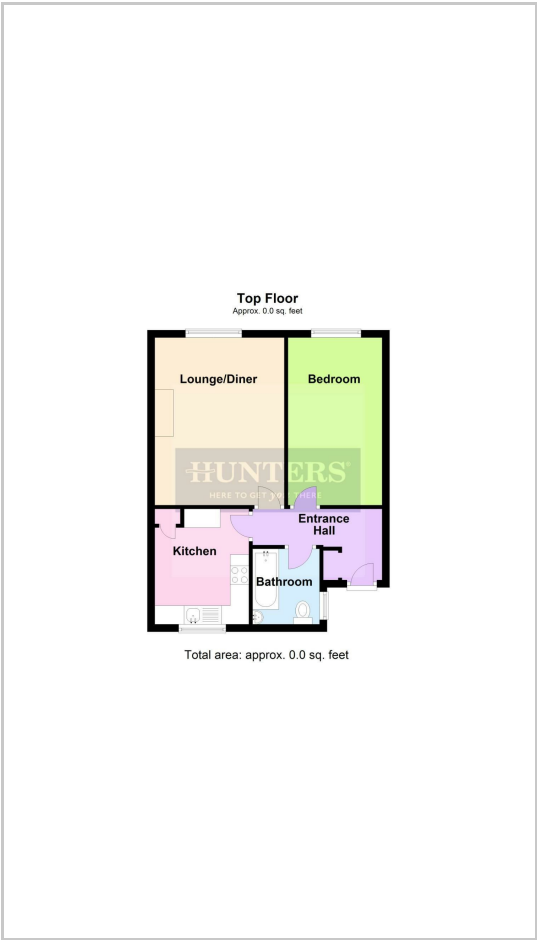 Top Floor
Approx. 0.0 sq. feet
Lounge/Diner
Bedroom
HUNTERS
HERE TO GET you THERE
Entrance
Hall
Kitchen
Bathroom
Total area: approx. 0.0 sq. feet